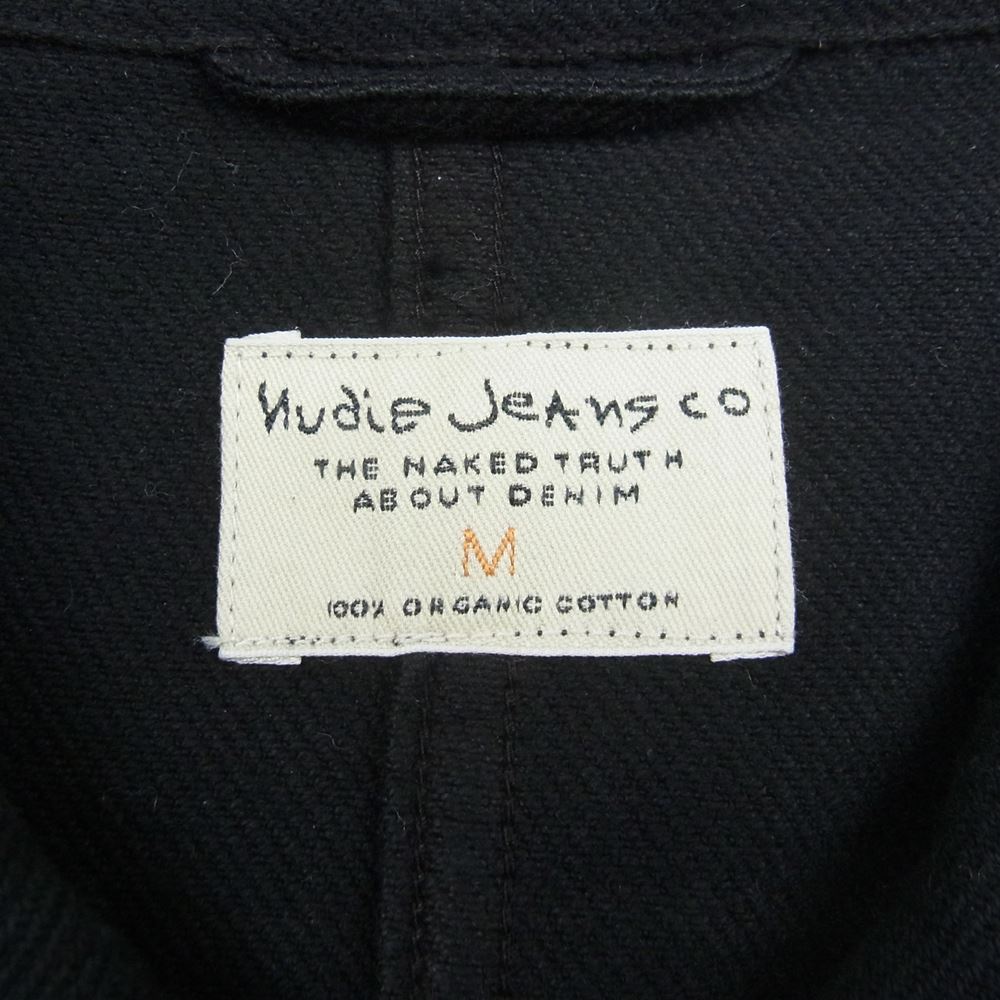 Nudie Jeans co
THE NAKED TRUTH
ABOUT DENIM
M
100% ORGANIC COTTON